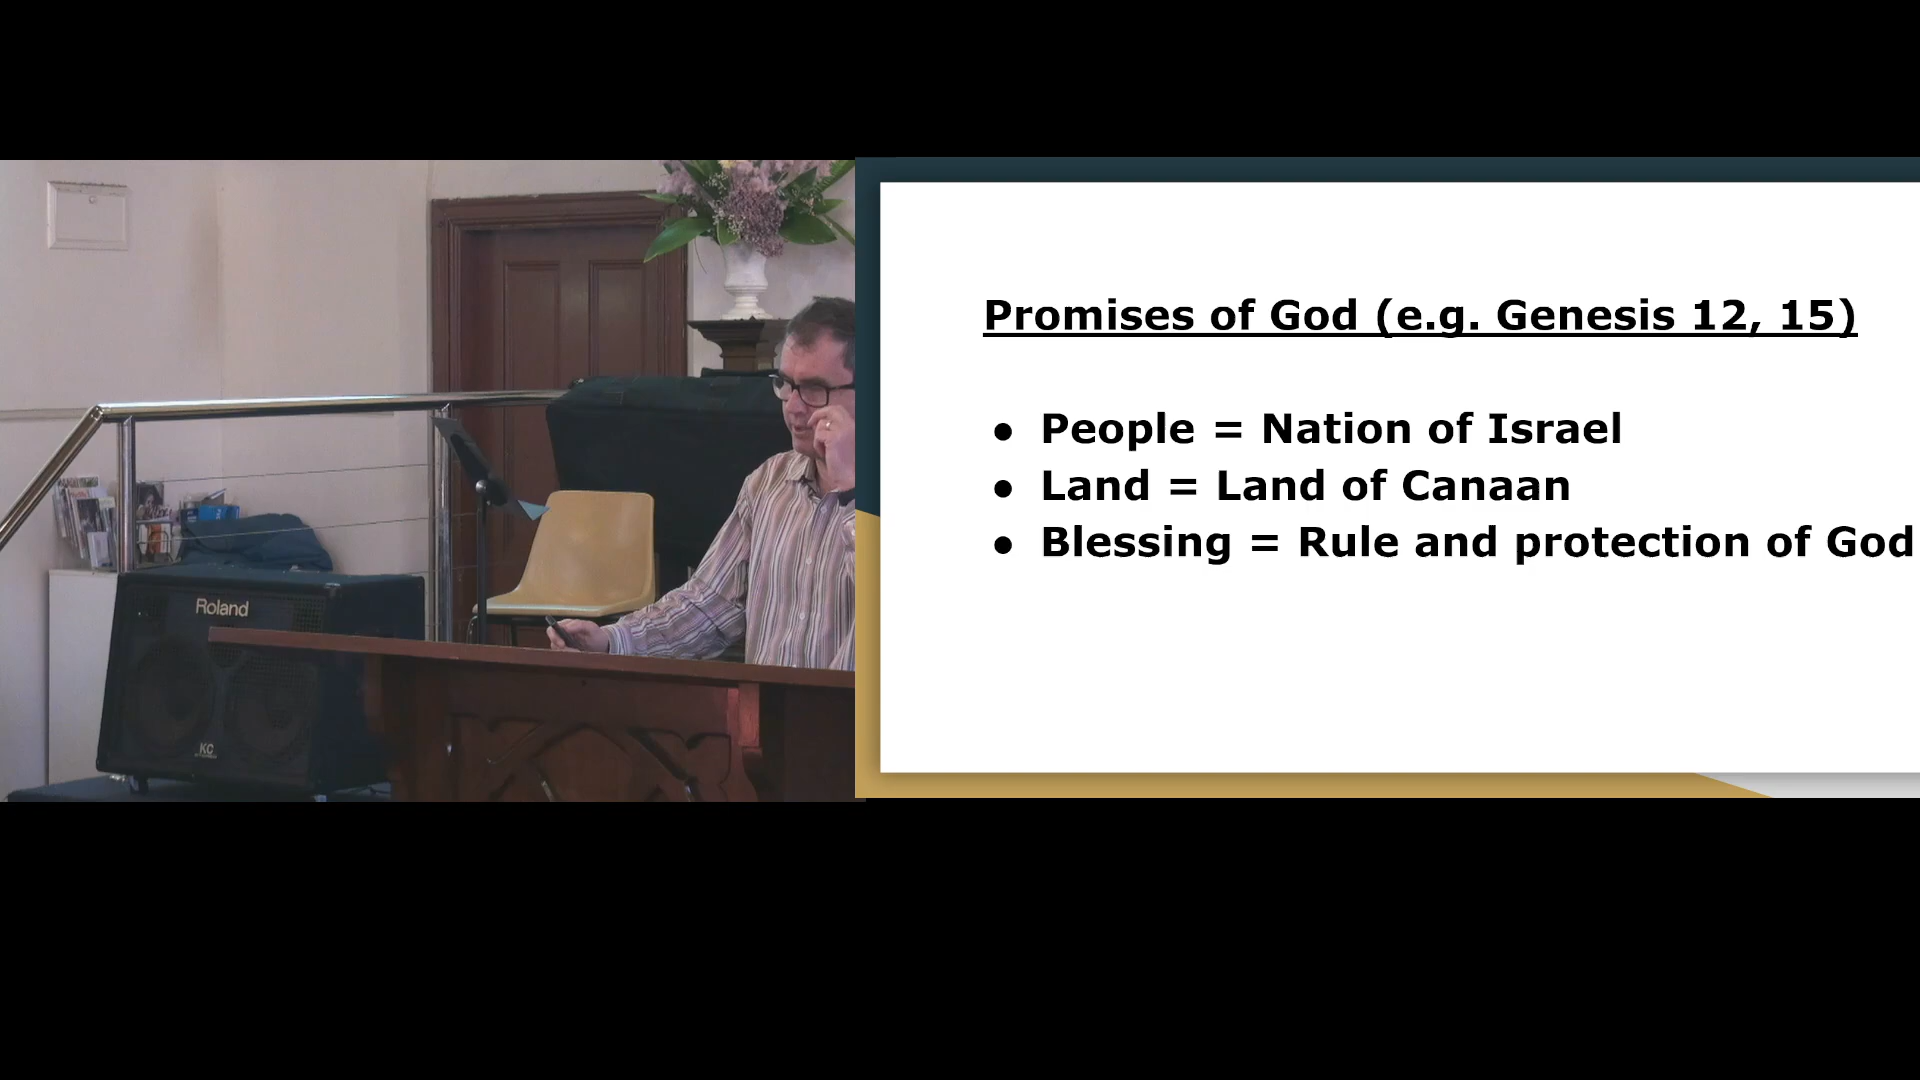 Promises of God (e.g. Genesis 12, 15)
● People = Nation of Israel
● Land = Land of Canaan
● Blessing = Rule and protection of God
Roland
KC